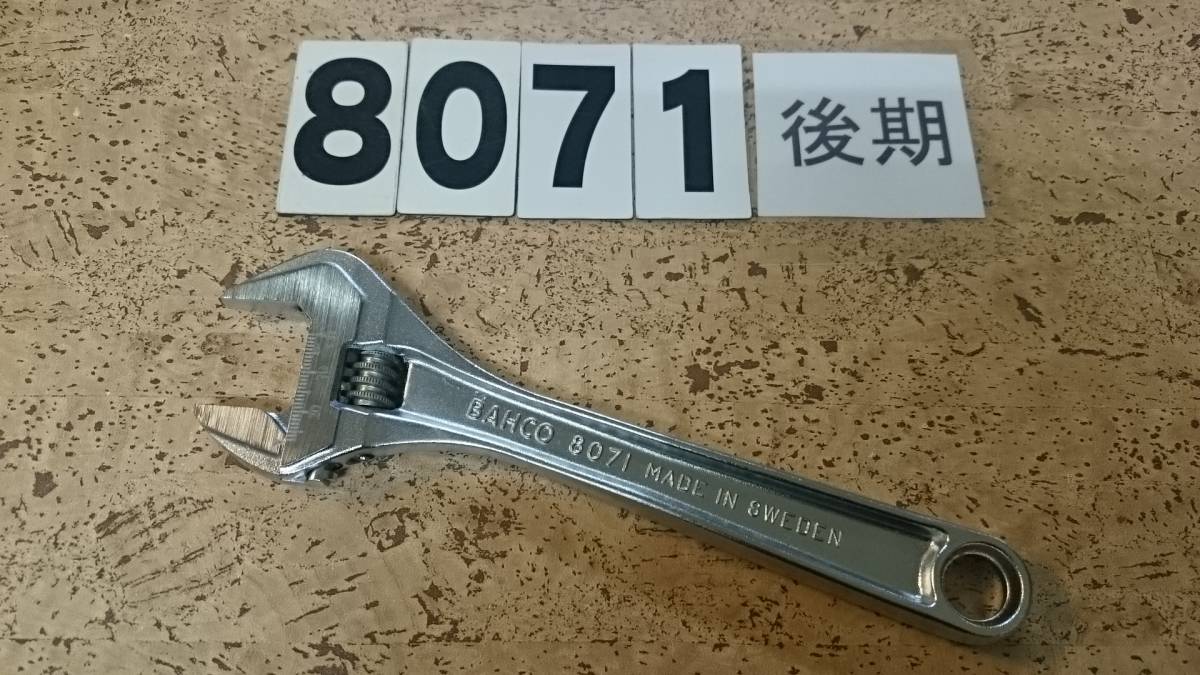 8071 後期
BAHCO 8071 MADE IN SWEDEN